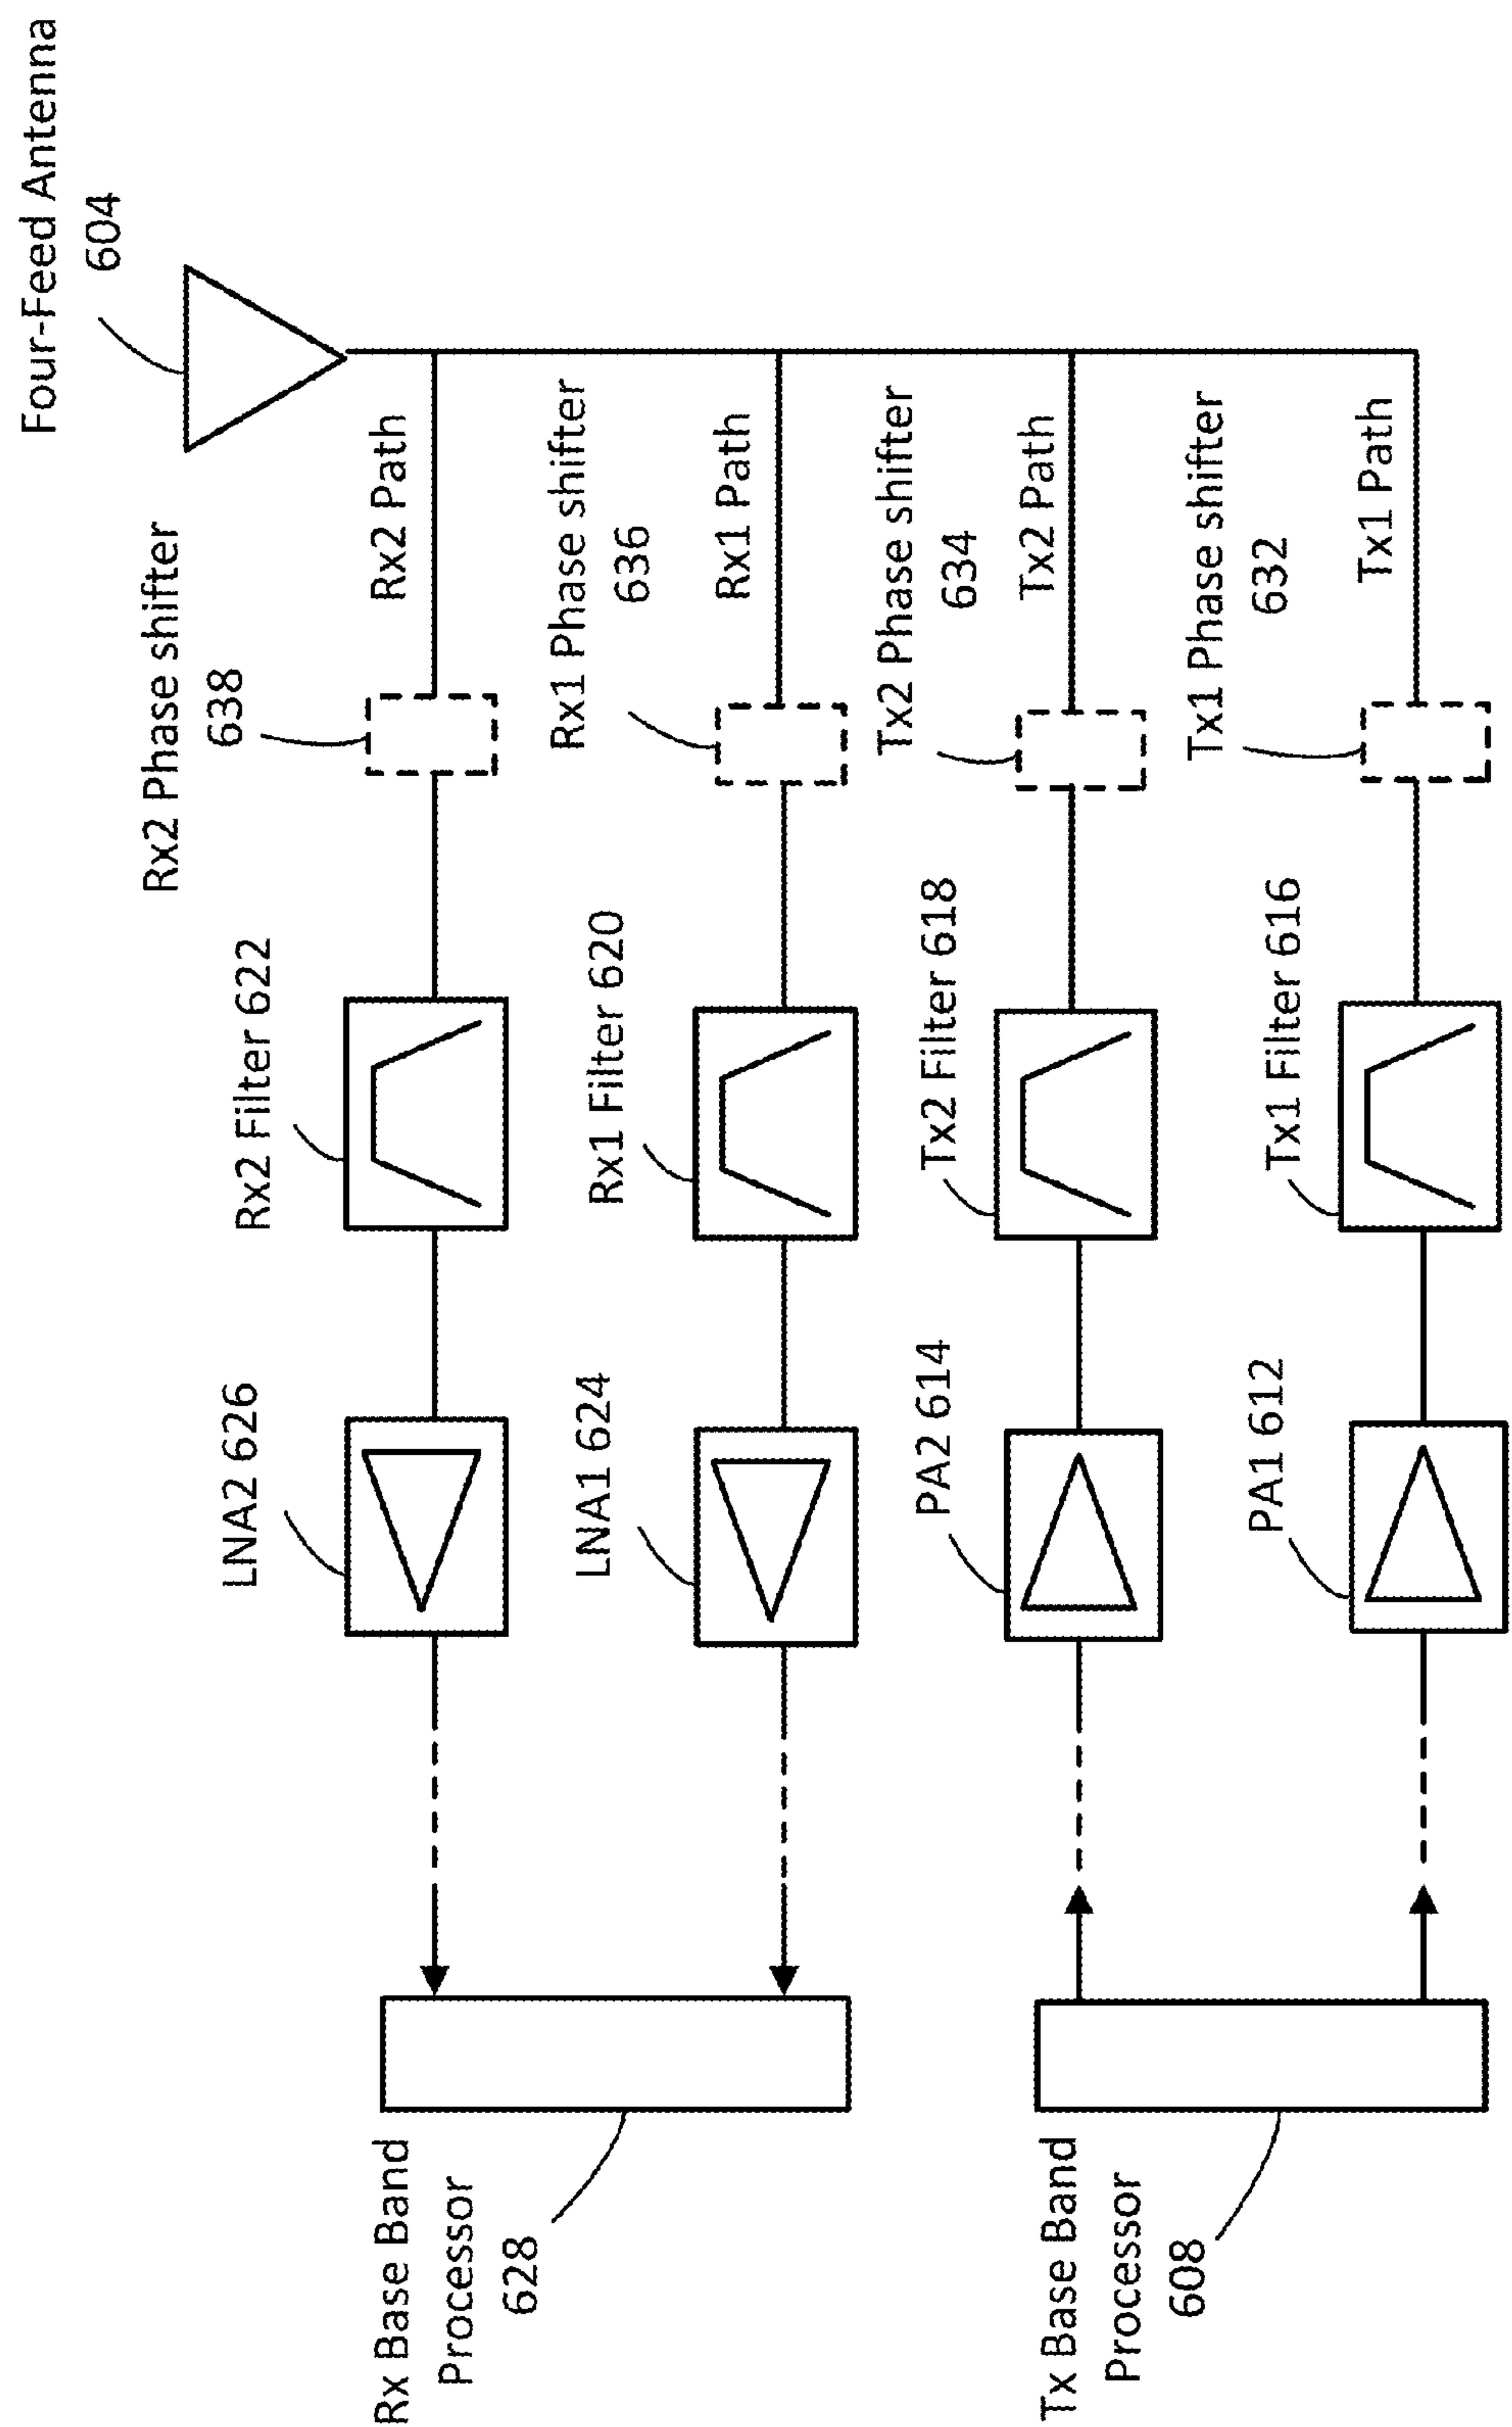 Four-Feed Antenna
604
Rx2 Phase shifter
638
Rx2 Path
Rx2 Filter 622
LNA2 626
Rx Base Band
Processor
628
Rx1 Phase shifter
636
Rx1 Path
Rx1 Filter 620
LNA1 624
Tx2 Phase shifter
634
Tx2 Path
Tx2 Filter 618
PA2 614
Tx Base Band
Processor
608
Tx1 Phase shifter
632
Tx1 Path
Tx1 Filter 616
PA1 612